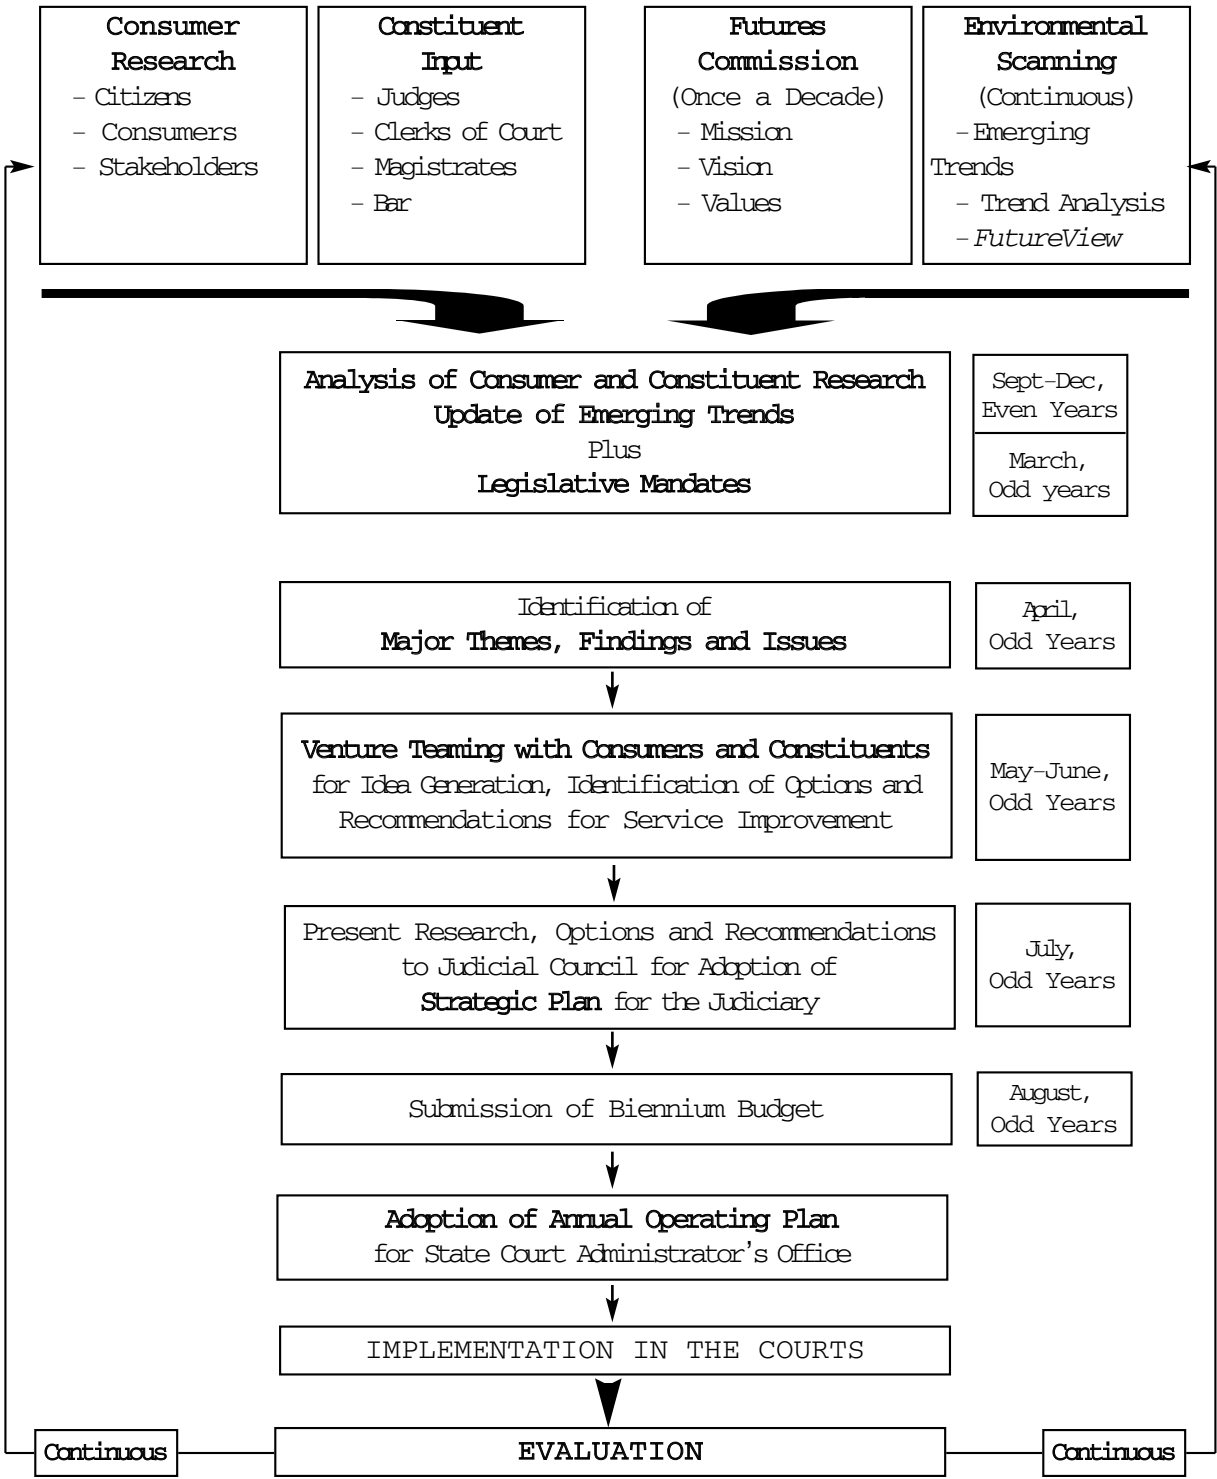 Consumer
Research
- Citizens
- Consumers
- Stakeholders
Constituent
Input
- Judges
- Clerks of Court
- Magistrates
- Bar
Futures
Commission
(Once a Decade)
- Mission
- Vision
- Values
Environmental
Scanning
(Continuous)
- Emerging
Trends
- Trend Analysis
- FutureView
Analysis of Consumer and Constituent Research
Update of Emerging Trends
Plus
Legislative Mandates
Sept-Dec,
Even Years
March,
Odd years
Identification of
Major Themes, Findings and Issues
April,
Odd Years
Venture Teaming with Consumers and Constituents
for Idea Generation, Identification of Options and
Recommendations for Service Improvement
May-June,
Odd Years
Present Research, Options and Recommendations
to Judicial Council for Adoption of
Strategic Plan for the Judiciary
July,
Odd Years
Submission of Biennium Budget
August,
Odd Years
Adoption of Annual Operating Plan
for State Court Administrator's Office
IMPLEMENTATION IN THE COURTS
Continuous
EVALUATION
Continuous